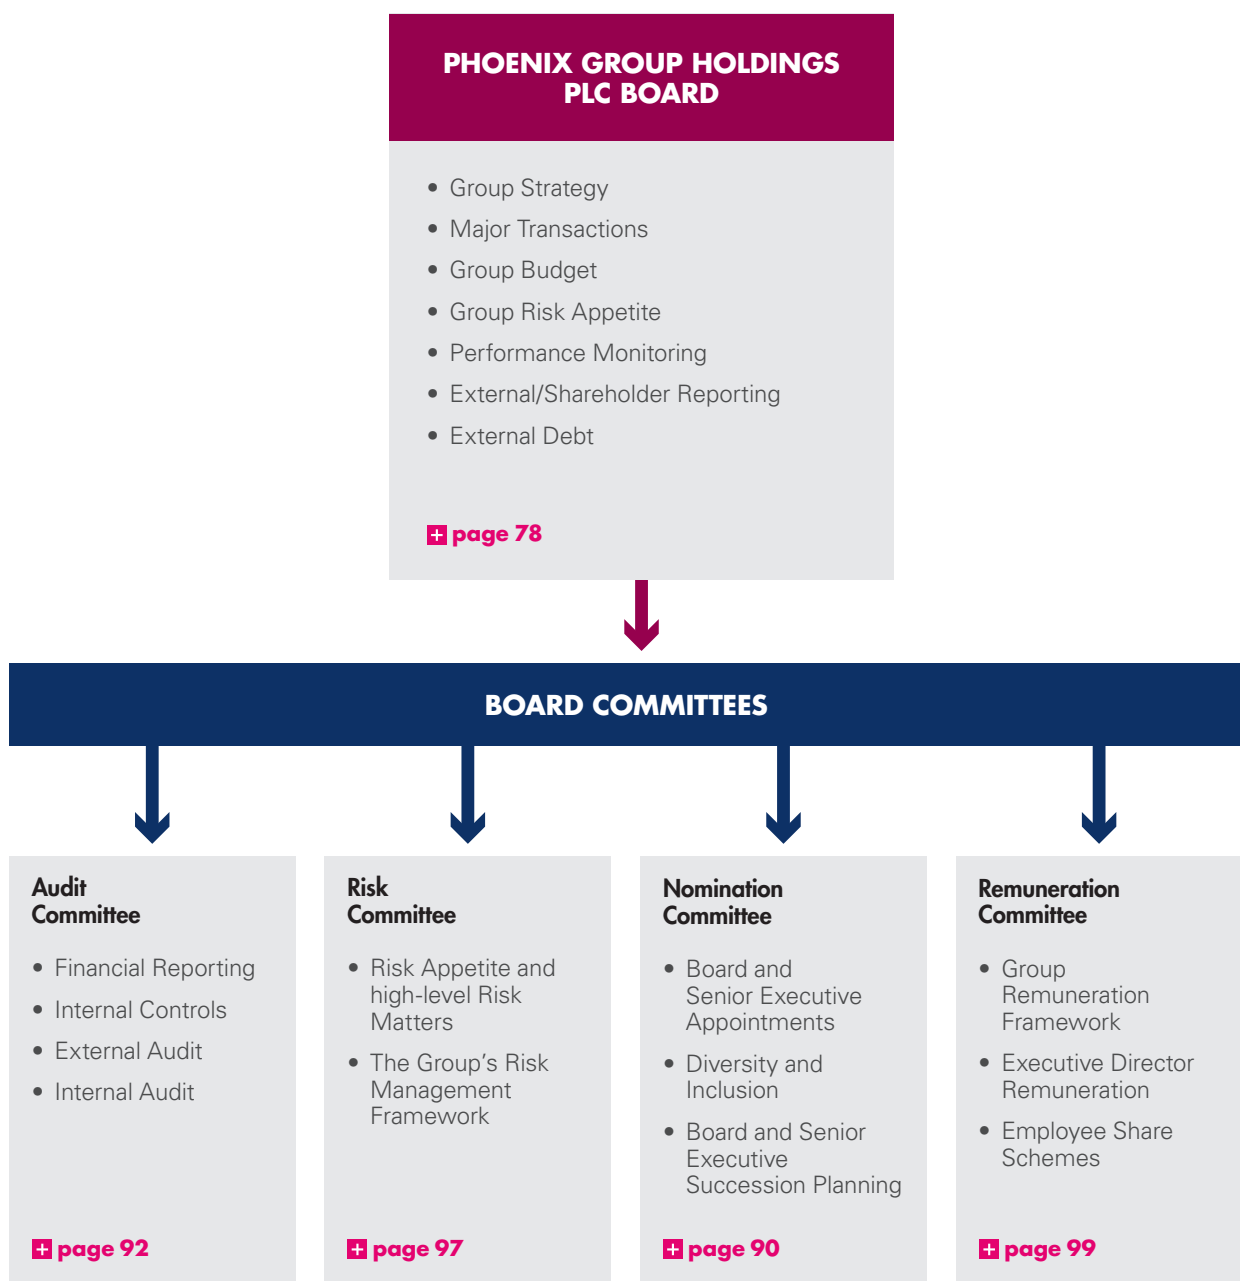 PHOENIX GROUP HOLDINGS
PLC BOARD
• Group Strategy
• Major Transactions
• Group Budget
• Group Risk Appetite
• Performance Monitoring
• External/Shareholder Reporting
• External Debt
+ page 78
BOARD COMMITTEES
Audit
Committee
• Financial Reporting
• Internal Controls
• External Audit
• Internal Audit
+ page 92
Risk
Committee
• Risk Appetite and
high-level Risk
Matters
• The Group’s Risk
Management
Framework
+ page 97
Nomination
Committee
• Board and
Senior Executive
Appointments
• Diversity and
Inclusion
• Board and Senior
Executive
Succession Planning
+ page 90
Remuneration
Committee
• Group
Remuneration
Framework
• Executive Director
Remuneration
• Employee Share
Schemes
+ page 99